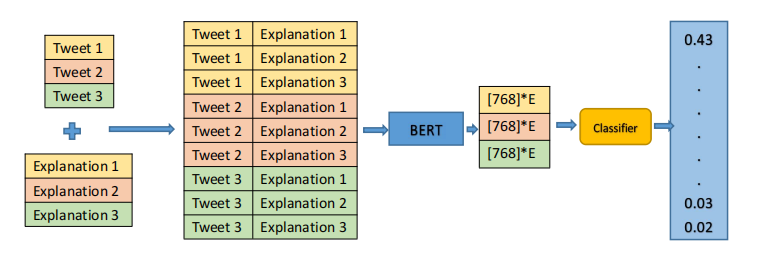 Tweet 1
Tweet 2
Tweet 3
Explanation 1
Explanation 2
Explanation 3
Tweet 1 Explanation 1
Tweet 1 Explanation 2
Tweet 1 Explanation 3
Tweet 2 Explanation 1
Tweet 2 Explanation 2
Tweet 2 Explanation 3
Tweet 3 Explanation 1
Tweet 3 Explanation 2
Tweet 3 Explanation 3
BERT
[768]*E
[768]*E
[768]*E
Classifier
0.43
.
.
.
.
.
.
0.03
0.02